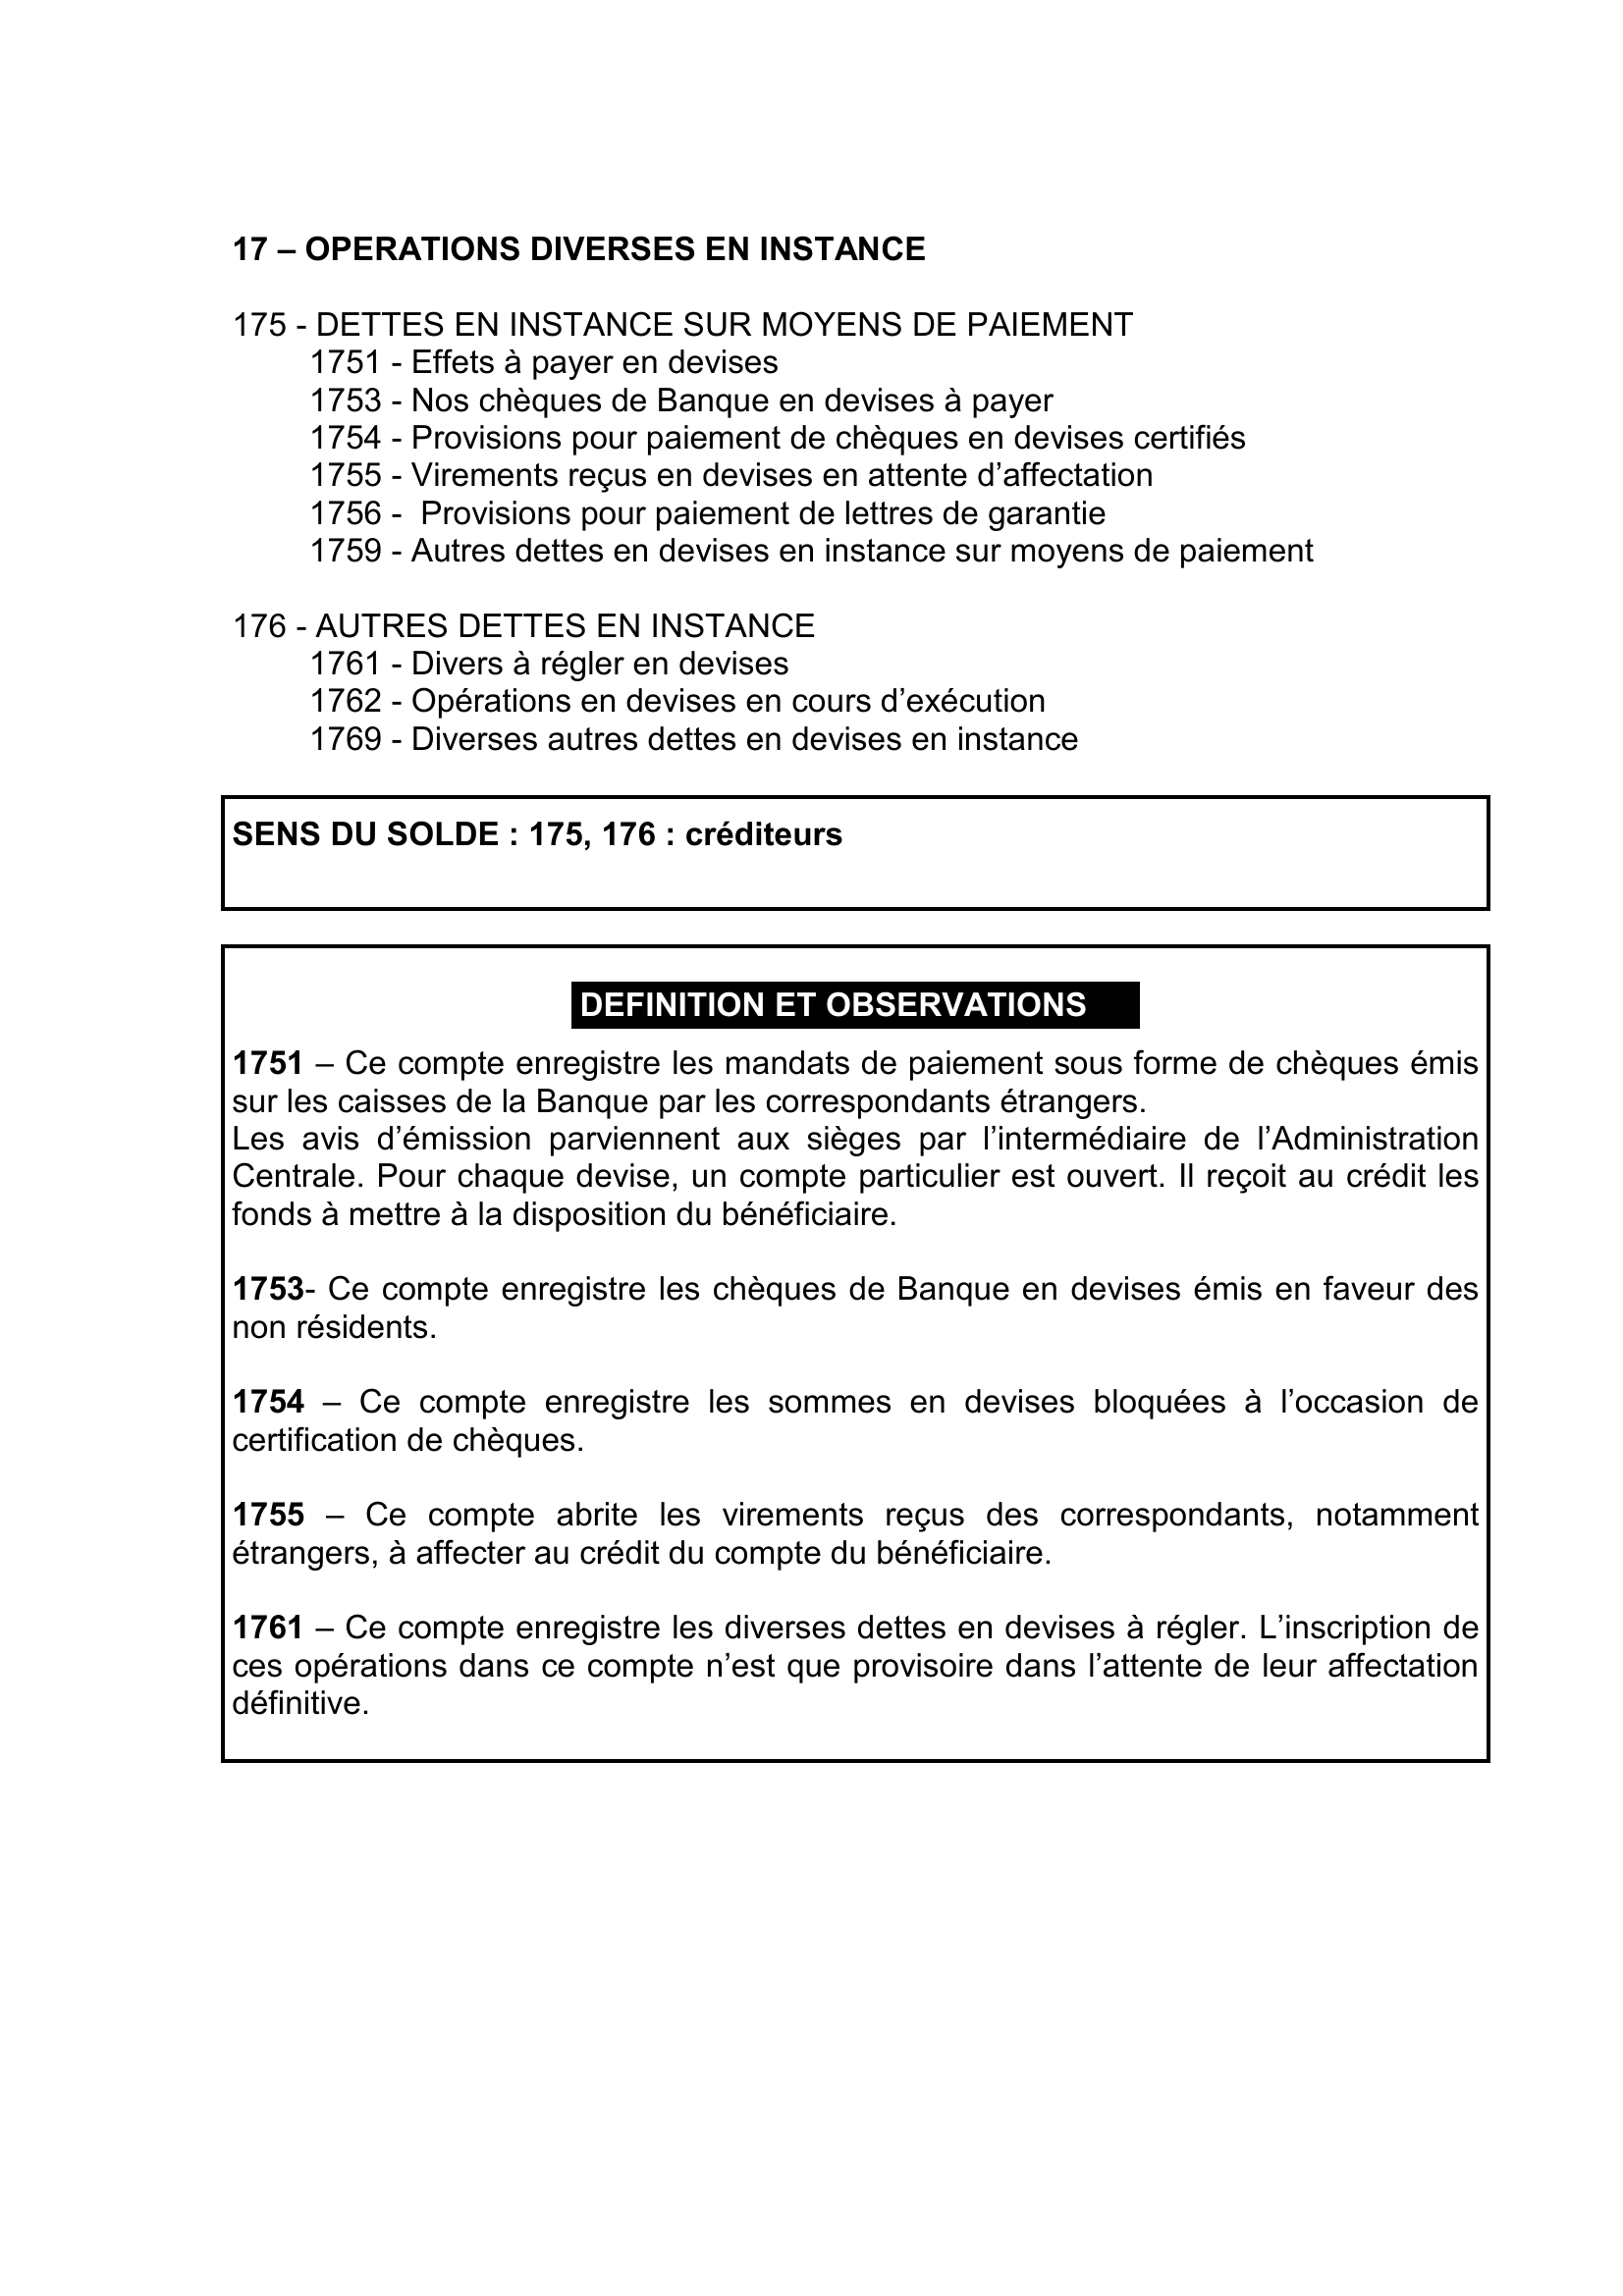 17 – OPERATIONS DIVERSES EN INSTANCE
175 - DETTES EN INSTANCE SUR MOYENS DE PAIEMENT
1751 - Effets à payer en devises
1753 - Nos chèques de Banque en devises à payer
1754 - Provisions pour paiement de chèques en devises certifiés
1755 - Virements reçus en devises en attente d’affectation
1756 -  Provisions pour paiement de lettres de garantie
1759 - Autres dettes en devises en instance sur moyens de paiement
176 - AUTRES DETTES EN INSTANCE
1761 - Divers à régler en devises
1762 - Opérations en devises en cours d’exécution
1769 - Diverses autres dettes en devises en instance
SENS DU SOLDE : 175, 176 : créditeurs
DEFINITION ET OBSERVATIONS
1751 – Ce compte enregistre les mandats de paiement sous forme de chèques émis
sur les caisses de la Banque par les correspondants étrangers.
Les avis d’émission parviennent aux sièges par l’intermédiaire de l’Administration
Centrale. Pour chaque devise, un compte particulier est ouvert. Il reçoit au crédit les
fonds à mettre à la disposition du bénéficiaire.
1753- Ce compte enregistre les chèques de Banque en devises émis en faveur des
non résidents.
1754 – Ce compte enregistre les sommes en devises bloquées à l’occasion de
certification de chèques.
1755 – Ce compte abrite les virements reçus des correspondants, notamment
étrangers, à affecter au crédit du compte du bénéficiaire.
1761 – Ce compte enregistre les diverses dettes en devises à régler. L’inscription de
ces opérations dans ce compte n’est que provisoire dans l’attente de leur affectation
définitive.